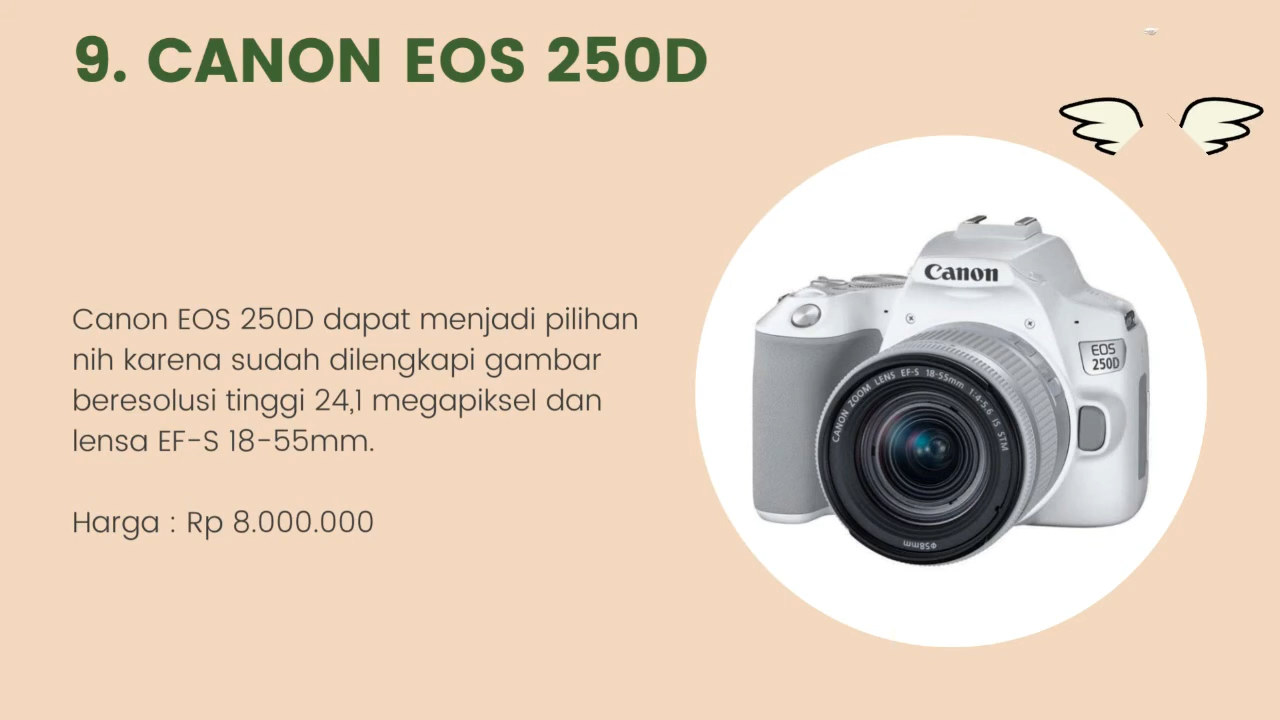 9. CANON EOS 250D
Canon EOS 250D dapat menjadi pilihan
nih karena sudah dilengkapi gambar
beresolusi tinggi 24,1 megapiksel dan
lensa EF-S 18-55mm.
Harga : Rp 8.000.000
Canon
EOS
250D
CANON ZOOM LENS EF-S 18-55mm 1:4-5.6 IS STM
Φ58mm